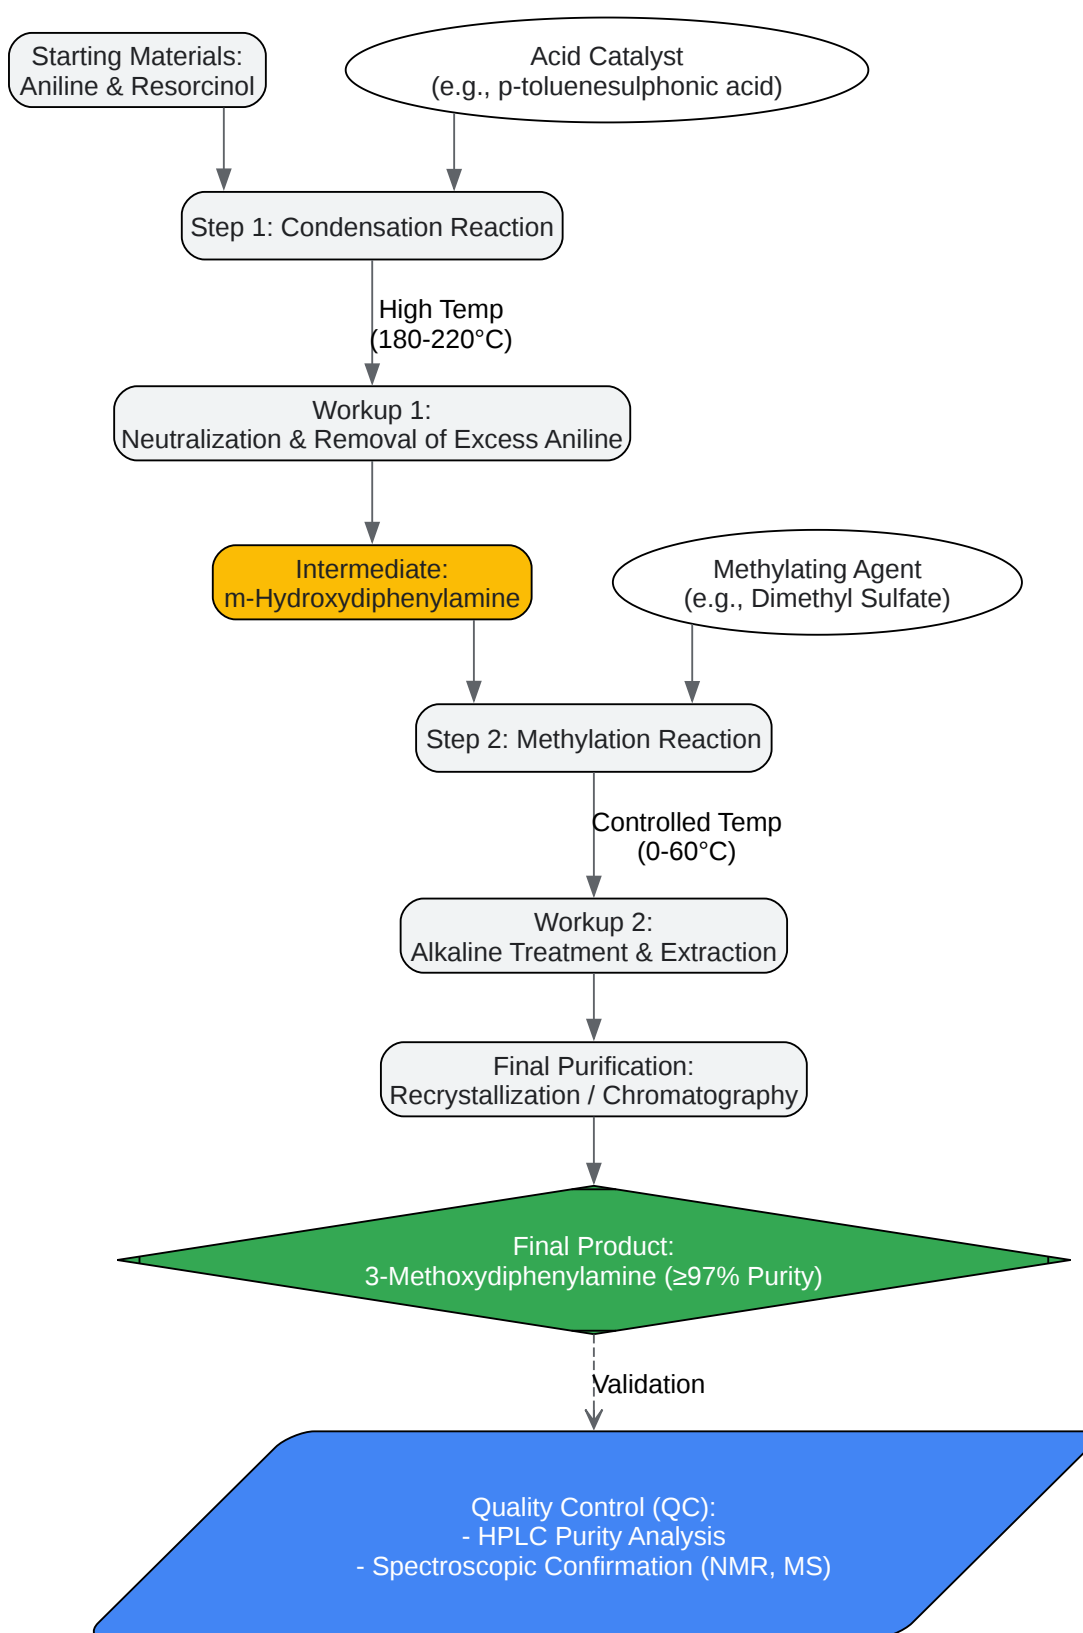 Starting Materials:
Aniline & Resorcinol
Acid Catalyst
(e.g., p-toluenesulphonic acid)
Step 1: Condensation Reaction
High Temp
(180-220°C)
Workup 1:
Neutralization & Removal of Excess Aniline
Intermediate:
m-Hydroxydiphenylamine
Methylating Agent
(e.g., Dimethyl Sulfate)
Step 2: Methylation Reaction
Controlled Temp
(0-60°C)
Workup 2:
Alkaline Treatment & Extraction
Final Purification:
Recrystallization / Chromatography
Final Product:
3-Methoxydiphenylamine (≥97% Purity)
Validation
Quality Control (QC):
- HPLC Purity Analysis
- Spectroscopic Confirmation (NMR, MS)